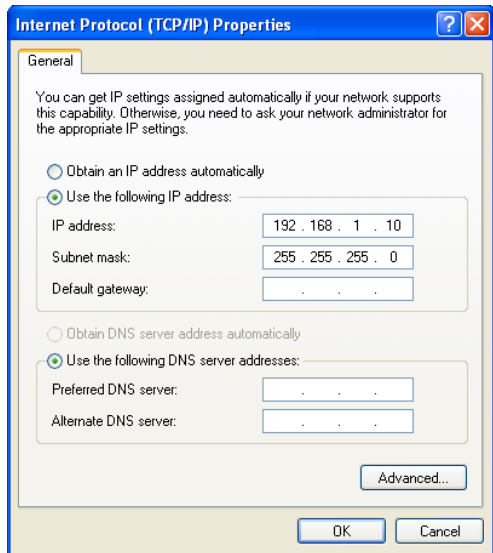 Internet Protocol (TCP/IP) Properties
General
You can get IP settings assigned automatically if your network supports
this capability. Otherwise, you need to ask your network administrator for
the appropriate IP settings.
Obtain an IP address automatically
Use the following IP address:
IP address: 192 . 168 . 1 . 10
Subnet mask: 255 . 255 . 255 . 0
Default gateway: . . .
Obtain DNS server address automatically
Use the following DNS server addresses:
Preferred DNS server: . . .
Alternate DNS server: . . .
Advanced...
OK Cancel